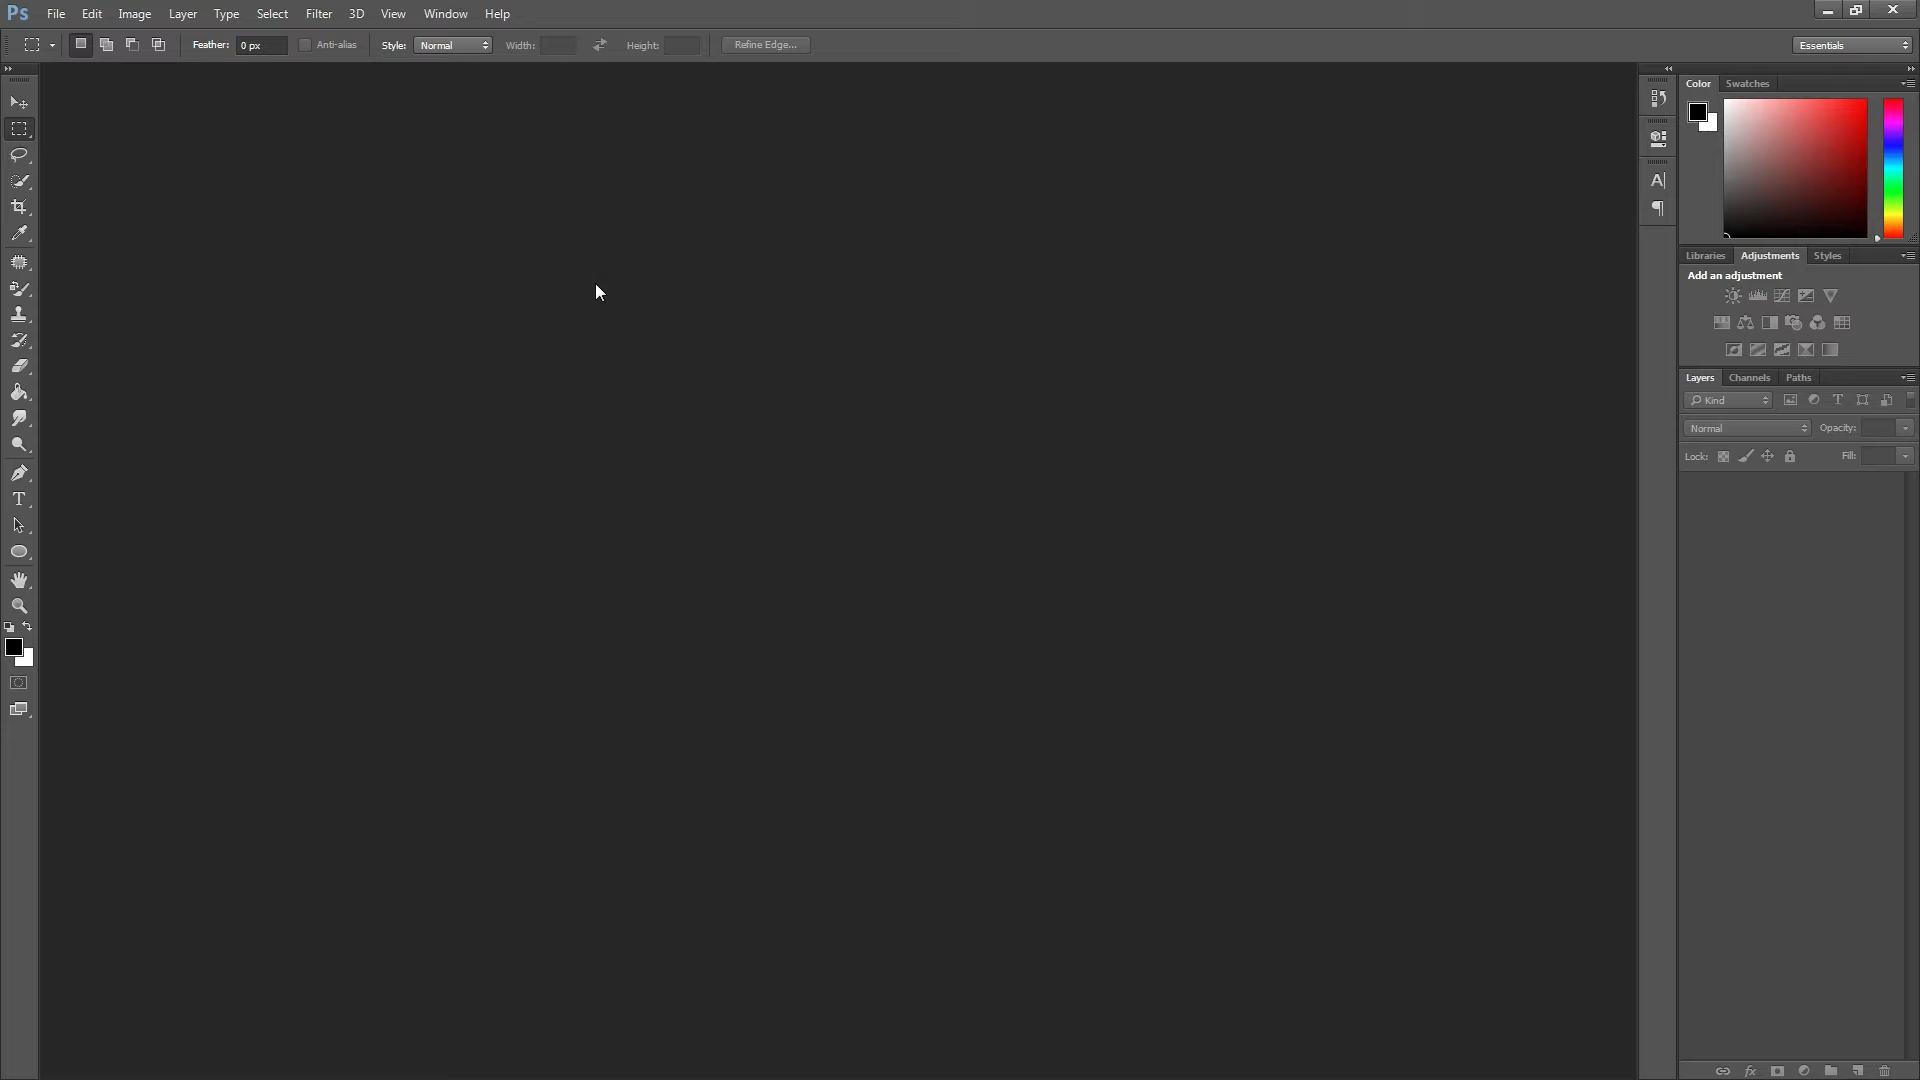 Ps File Edit Image Layer Type Select Filter 3D View Window Help
Feather: 0 px Anti-alias Style: Normal Width: Height: Refine Edge... Essentials
Color Swatches
Libraries Adjustments Styles
Add an adjustment
Layers Channels Paths
Kind
Normal Opacity:
Lock: Fill: